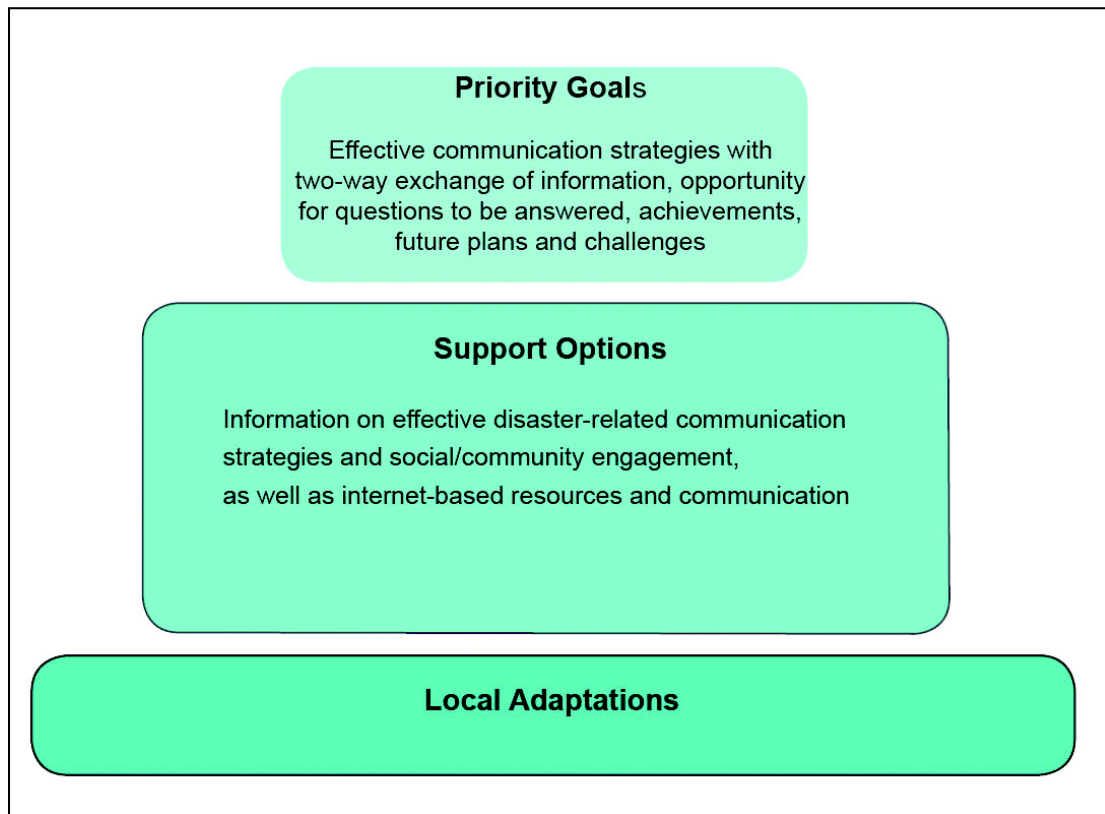 Priority Goals
Effective communication strategies with
two-way exchange of information, opportunity
for questions to be answered, achievements,
future plans and challenges
Support Options
Information on effective disaster-related communication
strategies and social/community engagement,
as well as internet-based resources and communication
Local Adaptations